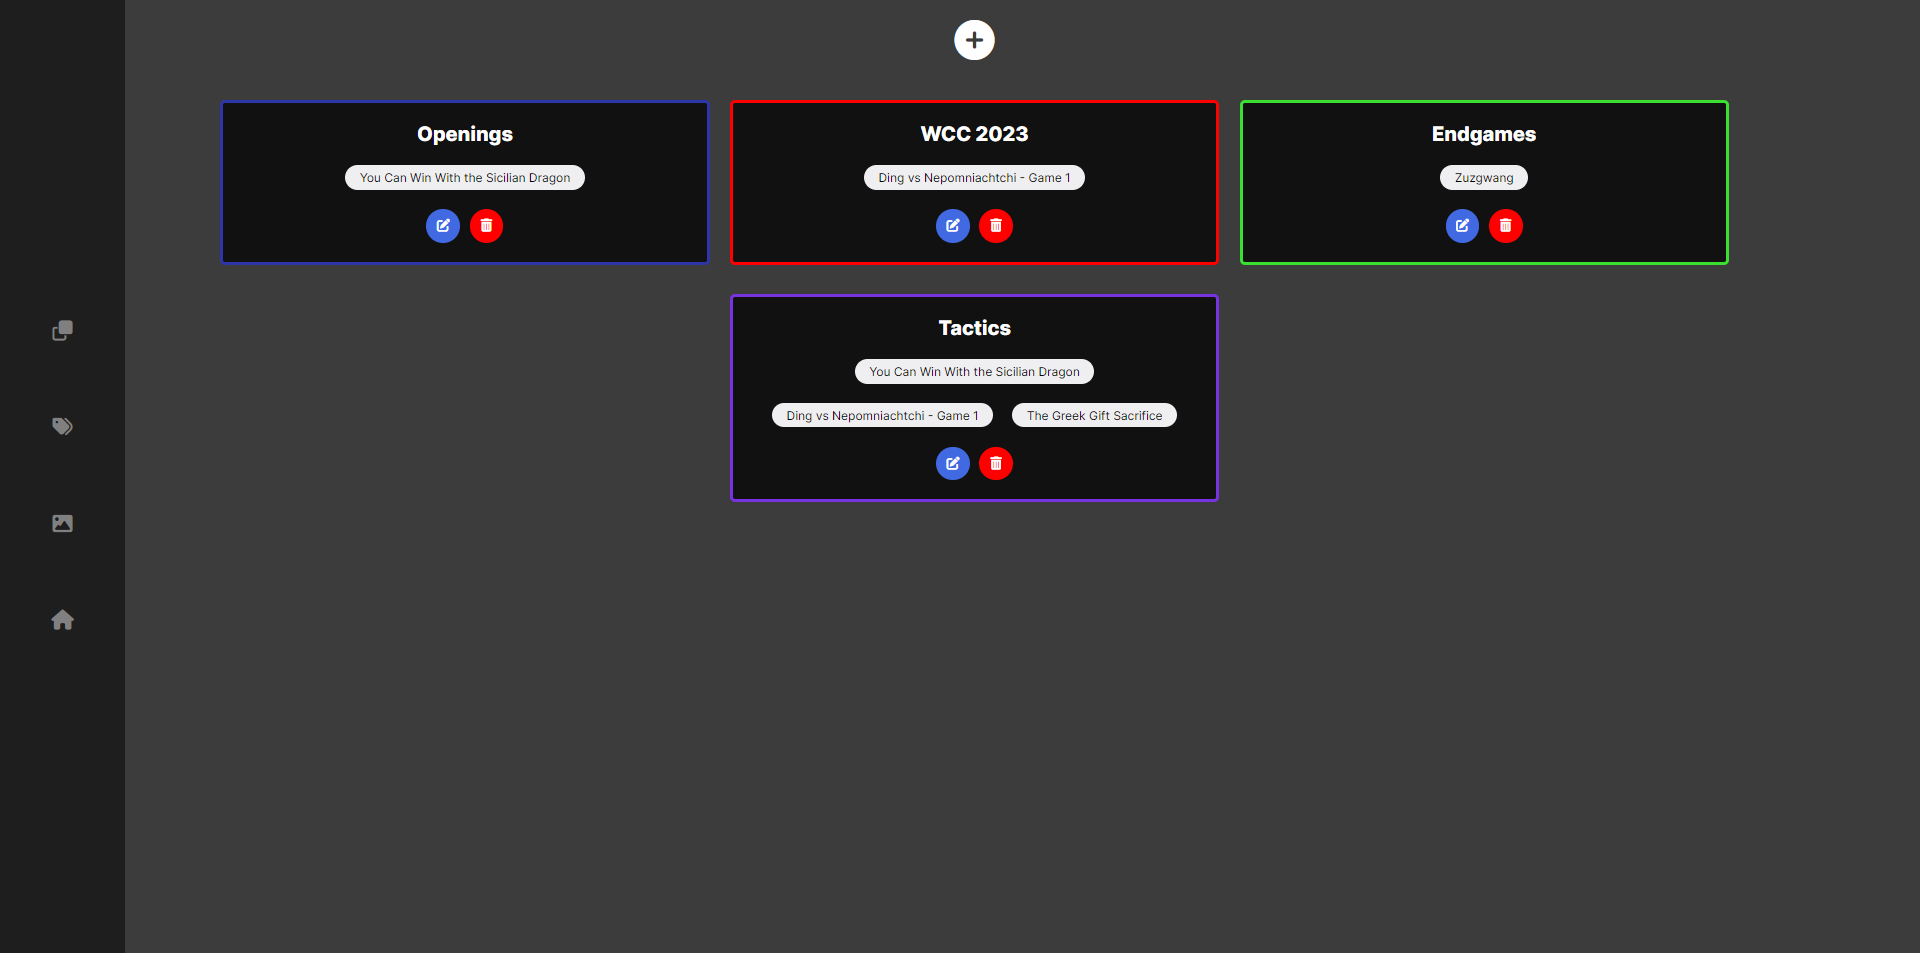 Openings
You Can Win With the Sicilian Dragon
WCC 2023
Ding vs Nepomniachtchi - Game 1
Endgames
Zuzgwang
Tactics
You Can Win With the Sicilian Dragon
Ding vs Nepomniachtchi - Game 1
The Greek Gift Sacrifice